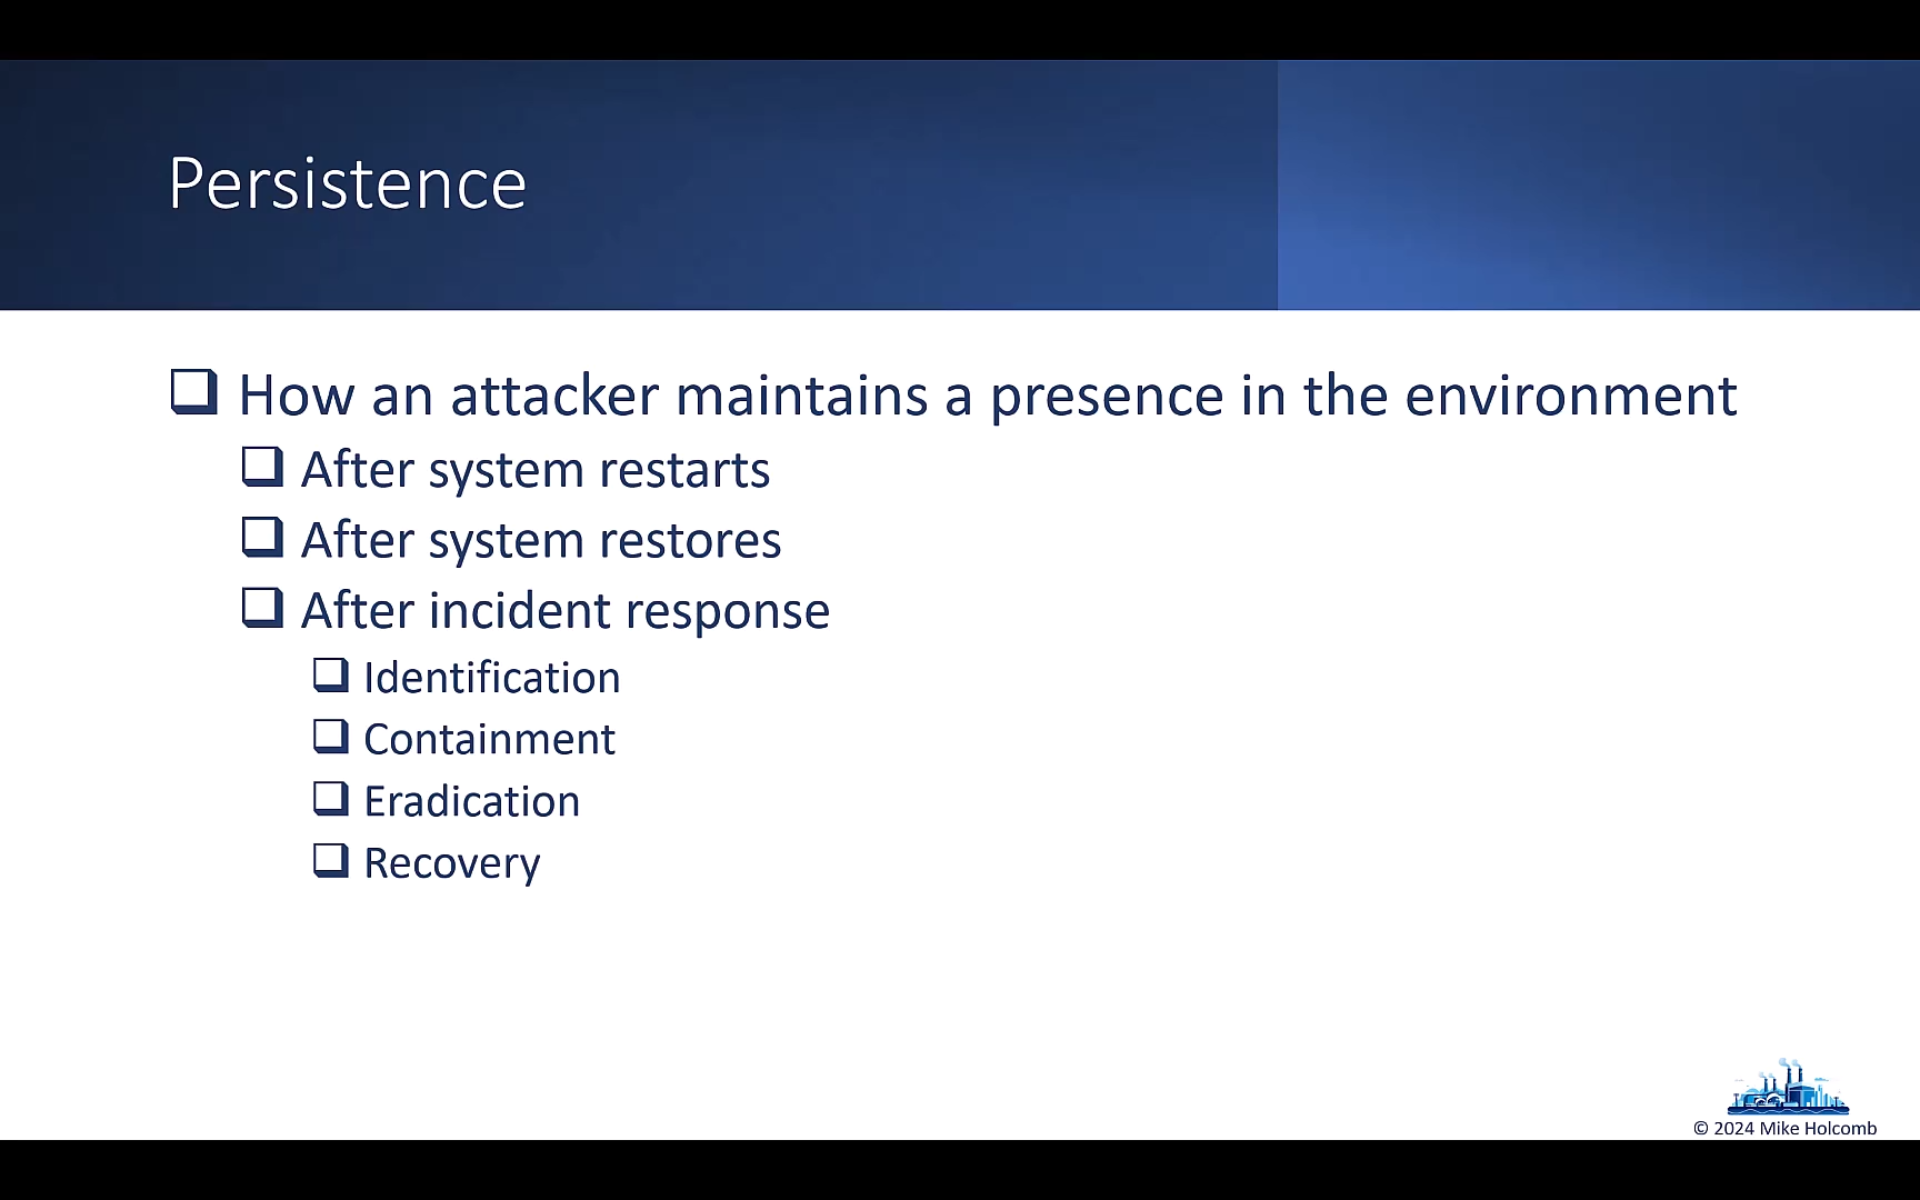 Persistence
How an attacker maintains a presence in the environment
After system restarts
After system restores
After incident response
Identification
Containment
Eradication
Recovery
© 2024 Mike Holcomb